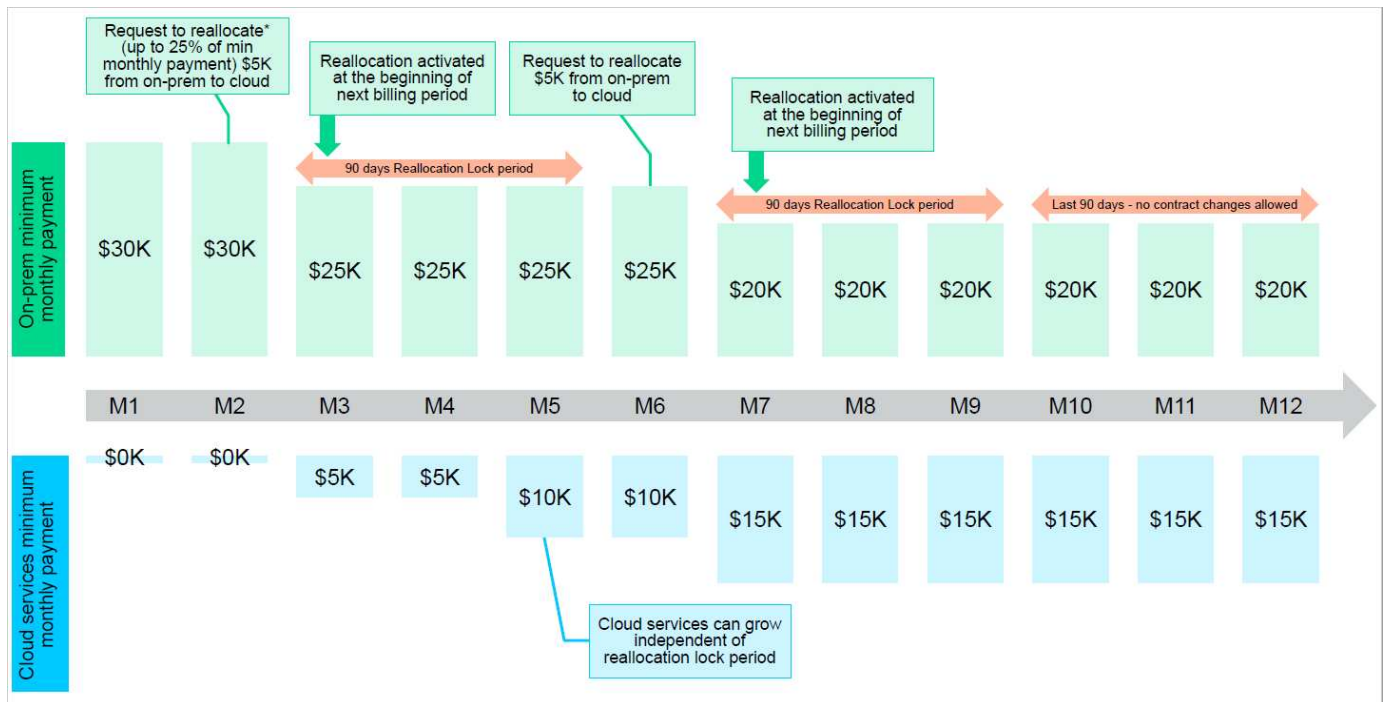 Request to reallocate*
(up to 25% of min
monthly payment) $5K
from on-prem to cloud
Reallocation activated
at the beginning of
next billing period
Request to reallocate
$5K from on-prem
to cloud
Reallocation activated
at the beginning of
next billing period
On-prem minimum
monthly payment
90 days Reallocation Lock period
90 days Reallocation Lock period
Last 90 days - no contract changes allowed
$30K $30K $25K $25K $25K $25K $20K $20K $20K $20K $20K $20K
M1 M2 M3 M4 M5 M6 M7 M8 M9 M10 M11 M12
Cloud services minimum
monthly payment
$0K $0K $5K $5K $10K $10K $15K $15K $15K $15K $15K $15K
Cloud services can grow
independent of
reallocation lock period